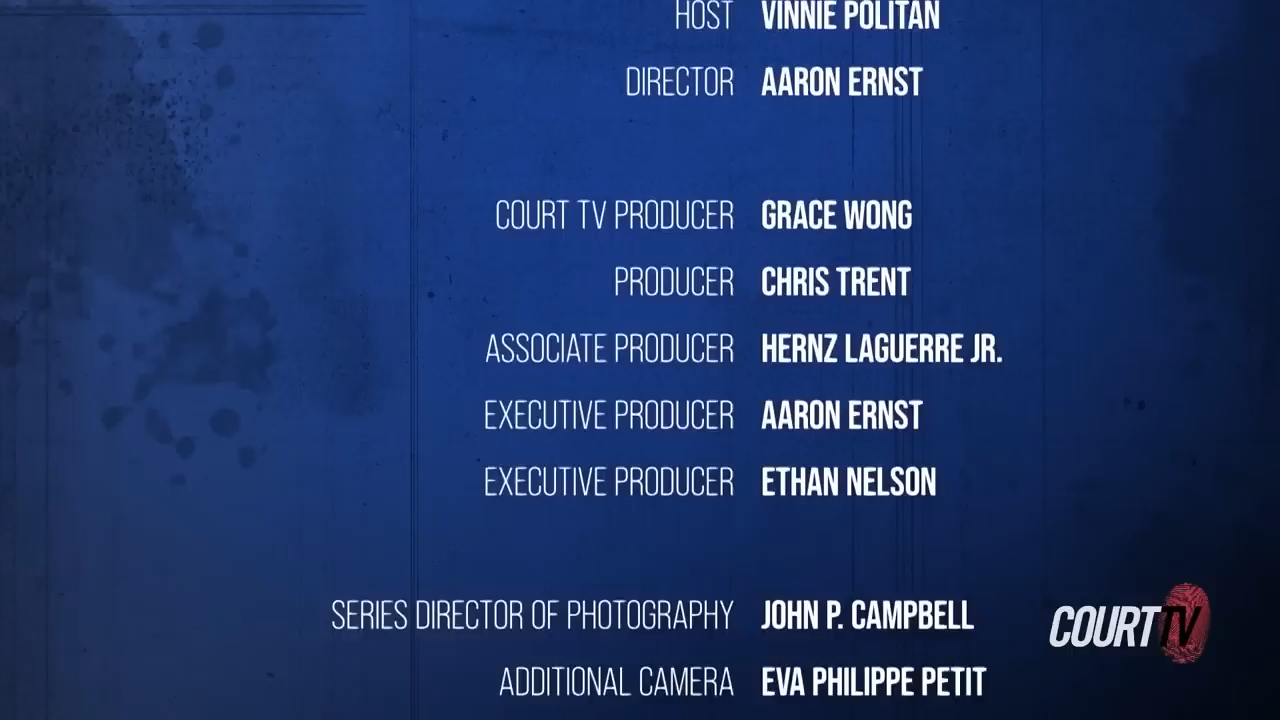 HOST VINNIE POLITAN
DIRECTOR AARON ERNST
COURT TV PRODUCER GRACE WONG
PRODUCER CHRIS TRENT
ASSOCIATE PRODUCER HERNZ LAGUERRE JR.
EXECUTIVE PRODUCER AARON ERNST
EXECUTIVE PRODUCER ETHAN NELSON
SERIES DIRECTOR OF PHOTOGRAPHY JOHN P. CAMPBELL
COURT TV
ADDITIONAL CAMERA EVA PHILIPPE PETIT